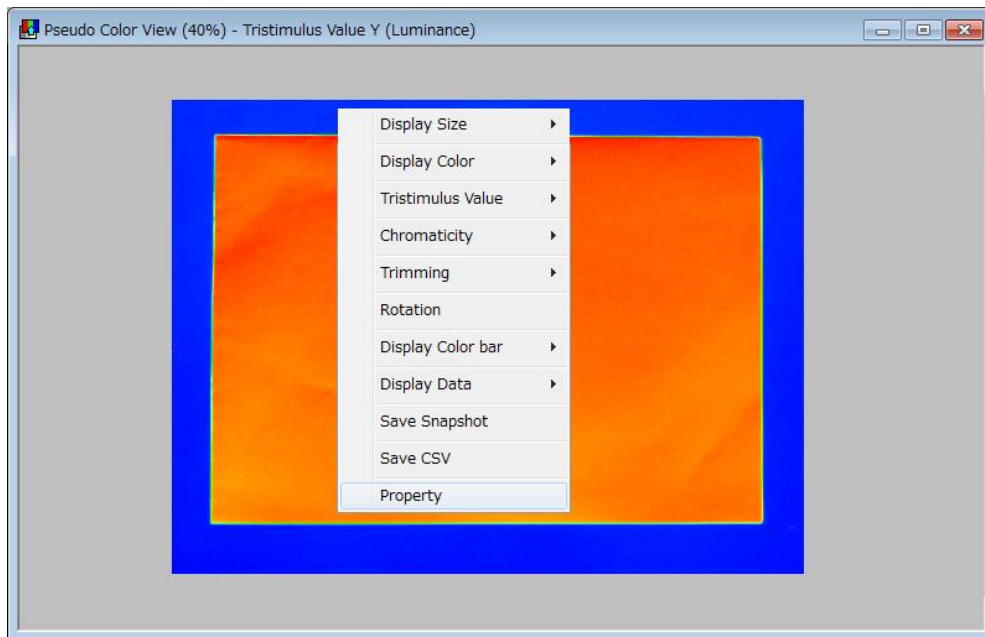 Pseudo Color View (40%) - Tristimulus Value Y (Luminance)
Display Size
Display Color
Tristimulus Value
Chromaticity
Trimming
Rotation
Display Color bar
Display Data
Save Snapshot
Save CSV
Property